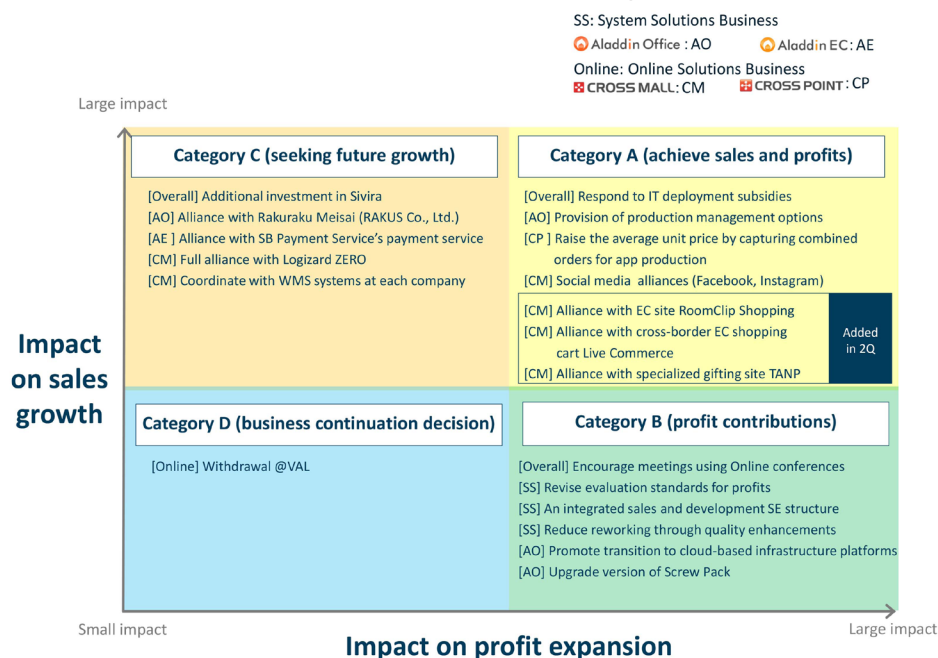 SS: System Solutions Business
Aladdin Office : AO
Aladdin EC: AE
Online: Online Solutions Business
CROSS MALL: CM
CROSS POINT: CP
Large impact
Category C (seeking future growth)
[Overall] Additional investment in Sivira
[AO] Alliance with Rakuraku Meisai (RAKUS Co., Ltd.)
[AE ] Alliance with SB Payment Service's payment service
[CM] Full alliance with Logizard ZERO
[CM] Coordinate with WMS systems at each company
Category A (achieve sales and profits)
[Overall] Respond to IT deployment subsidies
[AO] Provision of production management options
[CP ] Raise the average unit price by capturing combined
orders for app production
[CM] Social media alliances (Facebook, Instagram)
[CM] Alliance with EC site RoomClip Shopping
[CM] Alliance with cross-border EC shopping
cart Live Commerce
[CM] Alliance with specialized gifting site TANP
Added
in 2Q
Impact
on sales
growth
Category D (business continuation decision)
[Online] Withdrawal @VAL
Category B (profit contributions)
[Overall] Encourage meetings using Online conferences
[SS] Revise evaluation standards for profits
[SS] An integrated sales and development SE structure
[SS] Reduce reworking through quality enhancements
[AO] Promote transition to cloud-based infrastructure platforms
[AO] Upgrade version of Screw Pack
Small impact
Large impact
Impact on profit expansion